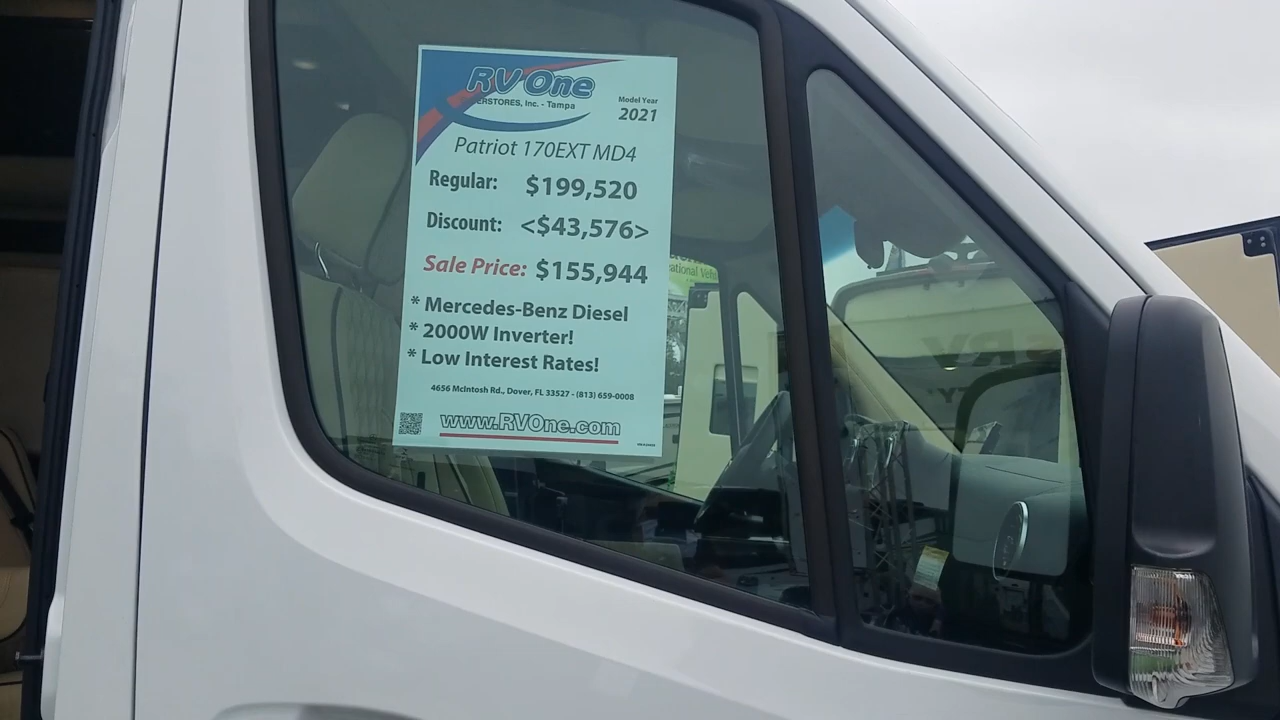 RV One
ERSTORES, Inc. - Tampa
Model Year
2021
Patriot 170EXT MD4
Regular: $199,520
Discount: <$43,576>
Sale Price: $155,944
* Mercedes-Benz Diesel
* 2000W Inverter!
* Low Interest Rates!
4656 McIntosh Rd., Dover, FL 33527 - (813) 659-0008
www.RVOne.com